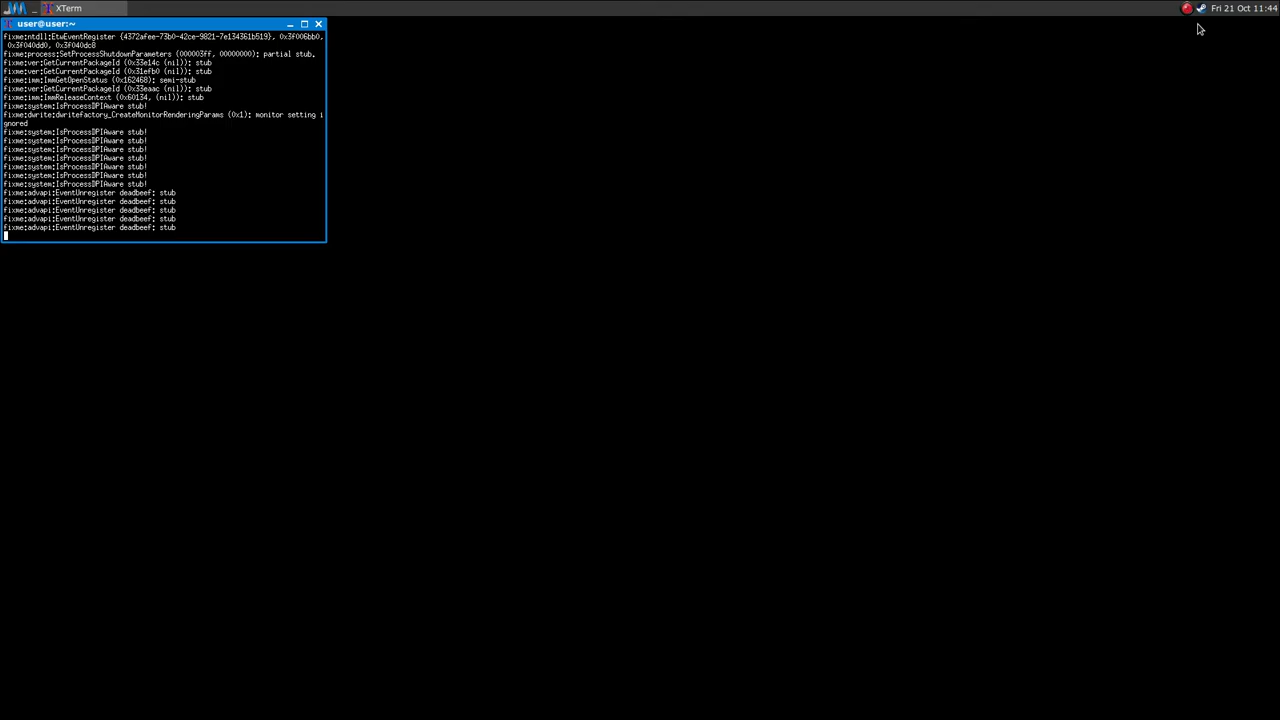 XTerm
Fri 21 Oct 11:44
user@user:~
fixme:ntdll:EtwEventRegister {4372afee-73b0-42ce-9821-7e134361b519}, 0x3f006bb0,
0x3f040dd0, 0x3f040dc8
fixme:process:SetProcessShutdownParameters (000003ff, 00000000): partial stub.
fixme:ver:GetCurrentPackageId (0x33e14c (nil)): stub
fixme:ver:GetCurrentPackageId (0x31efb0 (nil)): stub
fixme:imm:ImmGetOpenStatus (0x162468): semi-stub
fixme:ver:GetCurrentPackageId (0x33eaac (nil)): stub
fixme:imm:ImmReleaseContext (0x60134, (nil)): stub
fixme:system:IsProcessDPIAware stub!
fixme:dwrite:dwritefactory_CreateMonitorRenderingParams (0x1): monitor setting i
gnored
fixme:system:IsProcessDPIAware stub!
fixme:system:IsProcessDPIAware stub!
fixme:system:IsProcessDPIAware stub!
fixme:system:IsProcessDPIAware stub!
fixme:system:IsProcessDPIAware stub!
fixme:system:IsProcessDPIAware stub!
fixme:system:IsProcessDPIAware stub!
fixme:advapi:EventUnregister deadbeef: stub
fixme:advapi:EventUnregister deadbeef: stub
fixme:advapi:EventUnregister deadbeef: stub
fixme:advapi:EventUnregister deadbeef: stub
fixme:advapi:EventUnregister deadbeef: stub